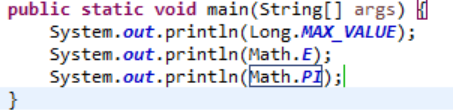 public static void main(String[] args) {
    System.out.println(Long.MAX_VALUE);
    System.out.println(Math.E);
    System.out.println(Math.PI);
}